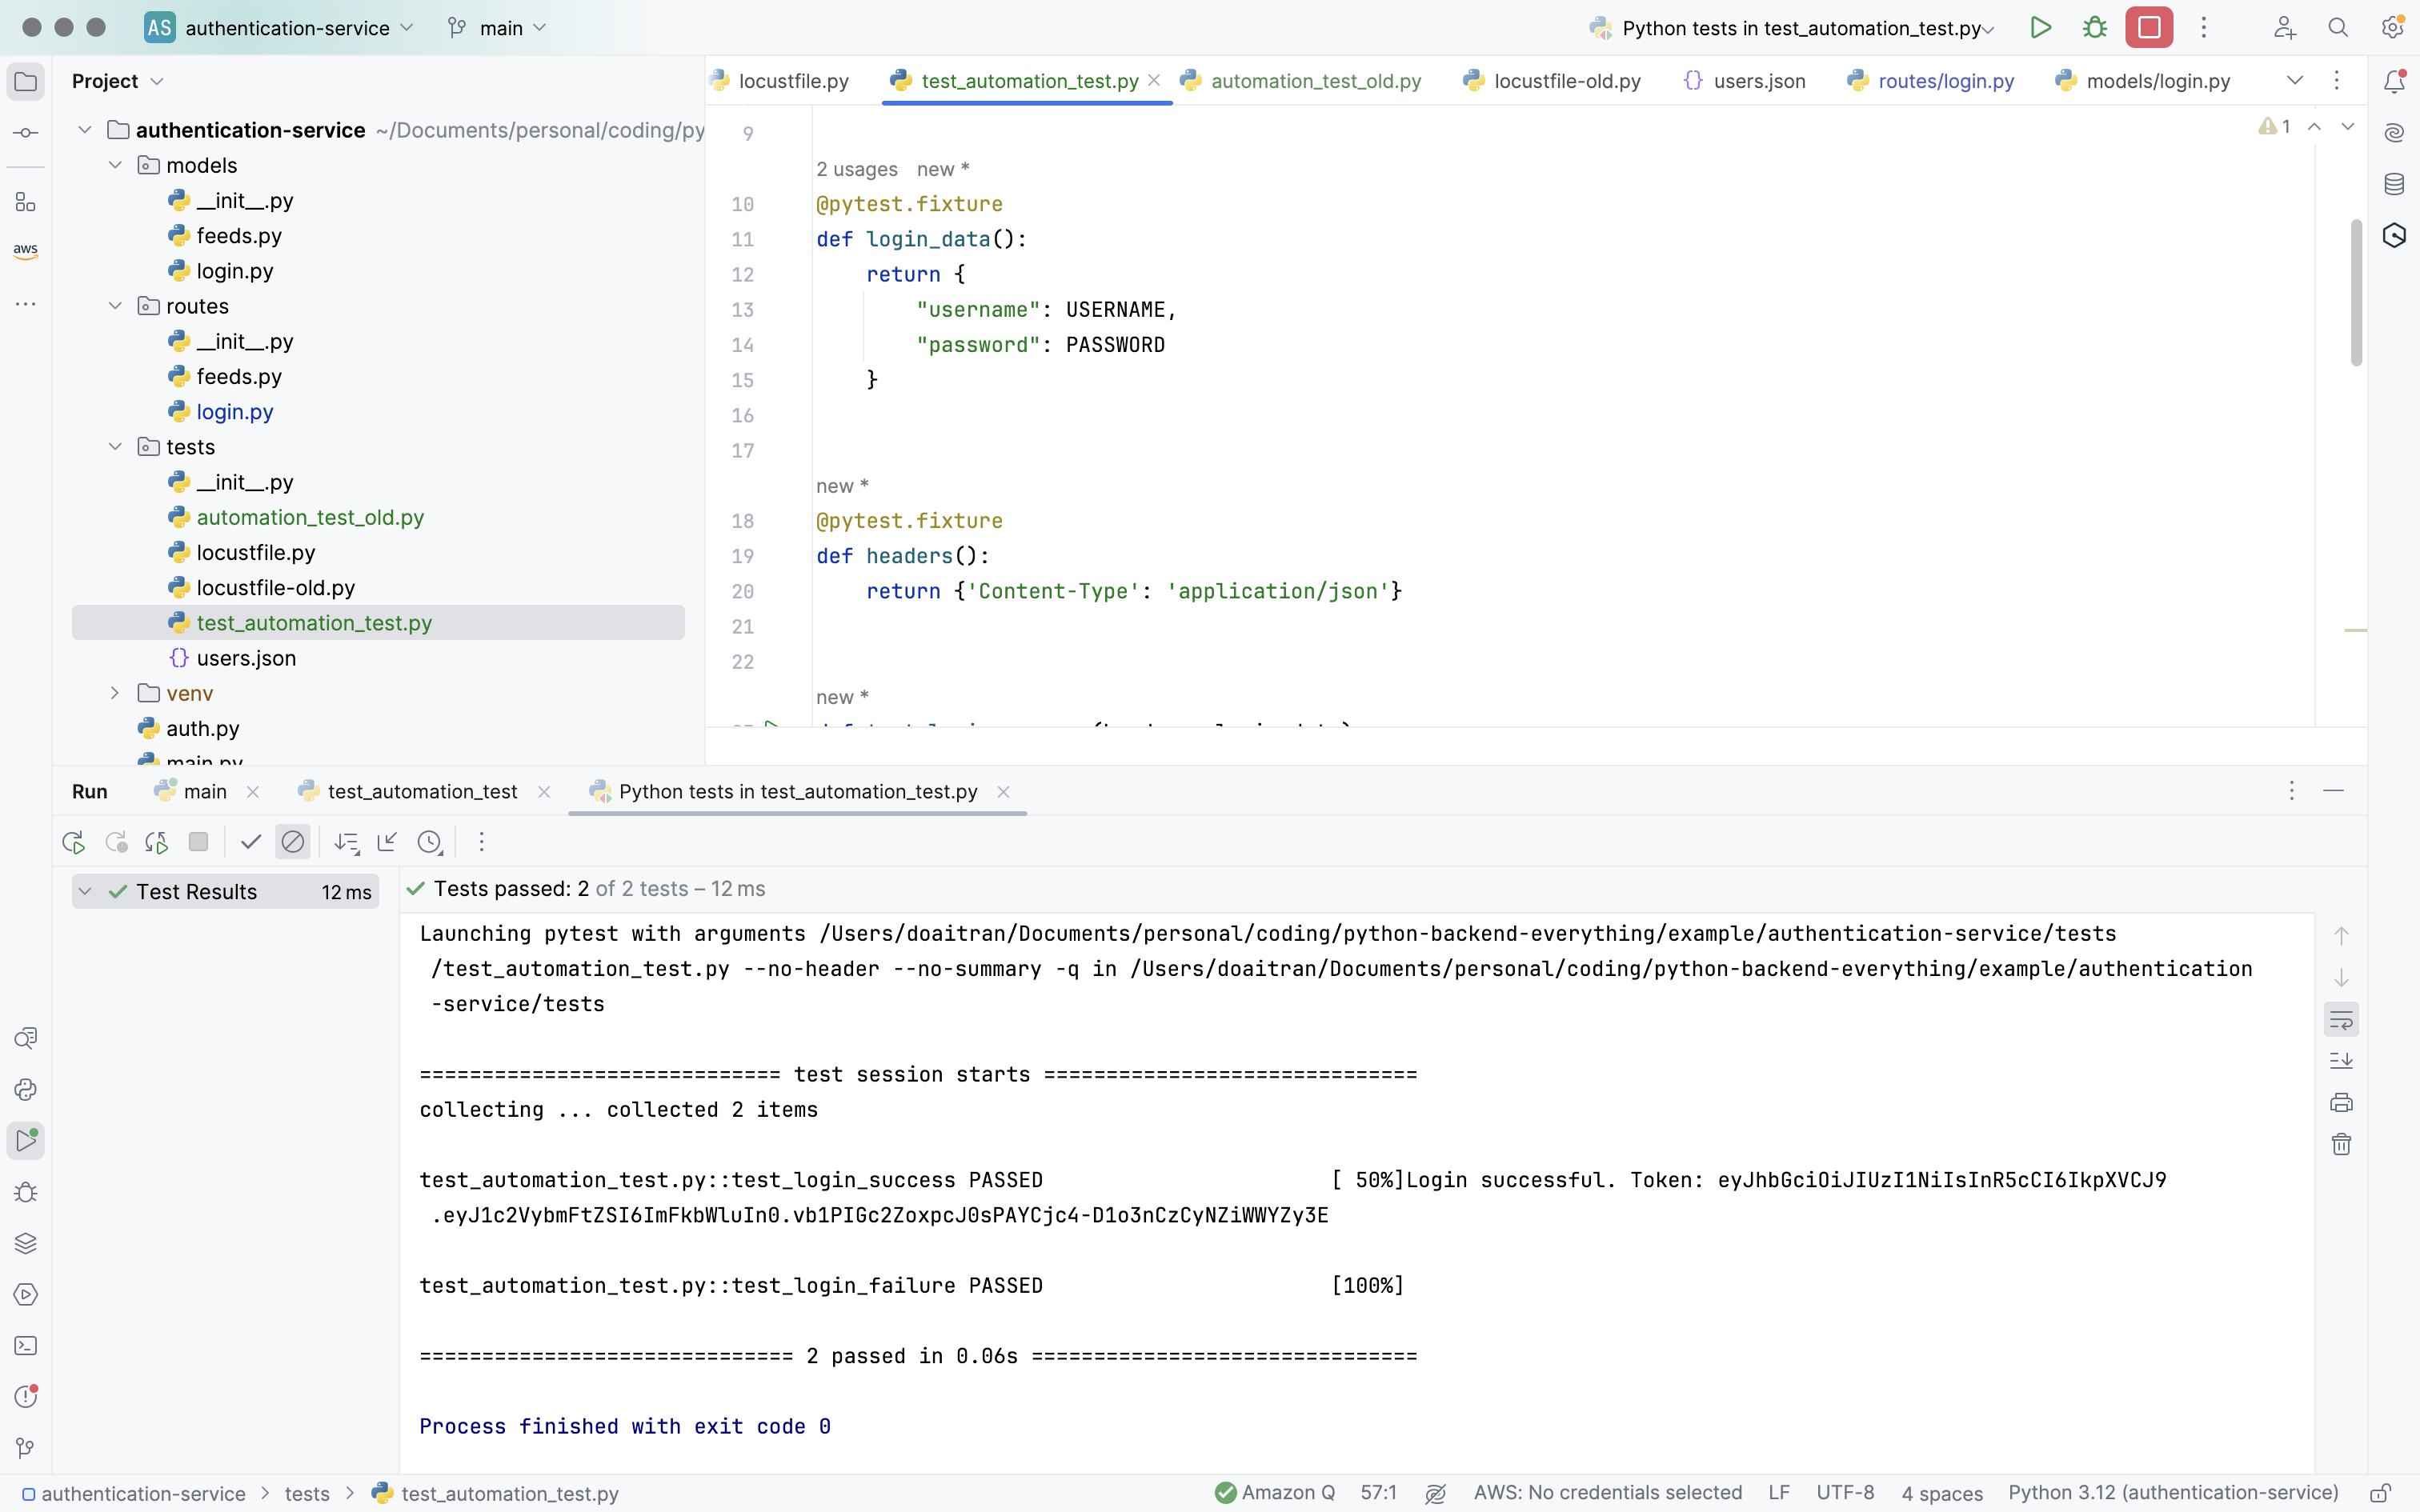 AS authentication-service main Python tests in test_automation_test.py
Project
authentication-service ~/Documents/personal/coding/py
models
__init__.py
feeds.py
login.py
routes
__init__.py
feeds.py
login.py
tests
__init__.py
automation_test_old.py
locustfile.py
locustfile-old.py
test_automation_test.py
users.json
venv
auth.py
main.py
aws
locustfile.py test_automation_test.py automation_test_old.py locustfile-old.py users.json routes/login.py models/login.py
1
9
2 usages new *
10 @pytest.fixture
11 def login_data():
12 return {
13 "username": USERNAME,
14 "password": PASSWORD
15 }
16
17
new *
18 @pytest.fixture
19 def headers():
20 return {'Content-Type': 'application/json'}
21
22
new *
Run main test_automation_test Python tests in test_automation_test.py
Test Results 12 ms
Tests passed: 2 of 2 tests – 12 ms
Launching pytest with arguments /Users/doaitran/Documents/personal/coding/python-backend-everything/example/authentication-service/tests
/test_automation_test.py --no-header --no-summary -q in /Users/doaitran/Documents/personal/coding/python-backend-everything/example/authentication
-service/tests
============================= test session starts ==============================
collecting ... collected 2 items
test_automation_test.py::test_login_success PASSED [ 50%]Login successful. Token: eyJhbGciOiJIUzI1NiIsInR5cCI6IkpXVCJ9
.eyJ1c2VybmFtZSI6ImFkbWluIn0.vb1PIGc2ZoxpcJ0sPAYCjc4-D1o3nCzCyNZiWWYZy3E
test_automation_test.py::test_login_failure PASSED [100%]
============================== 2 passed in 0.06s ===============================
Process finished with exit code 0
authentication-service > tests > test_automation_test.py Amazon Q 57:1 AWS: No credentials selected LF UTF-8 4 spaces Python 3.12 (authentication-service)